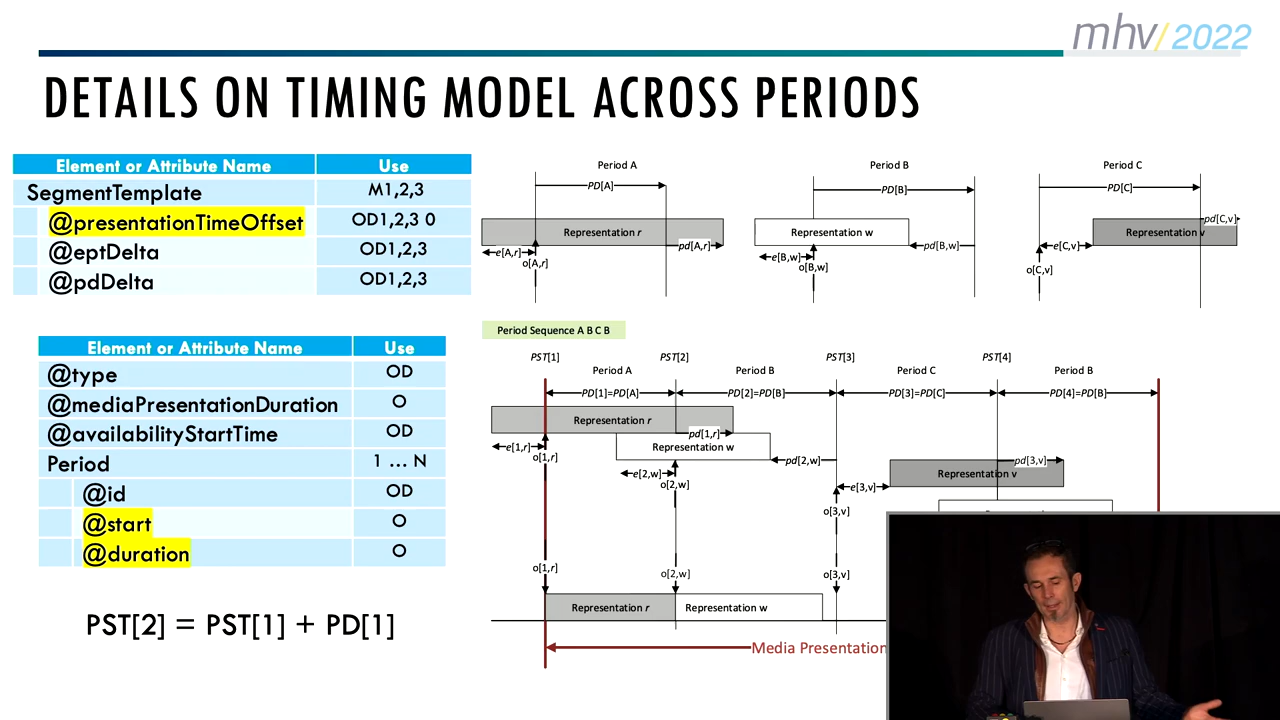 mhv/2022
DETAILS ON TIMING MODEL ACROSS PERIODS
Element or Attribute Name Use
SegmentTemplate M1,2,3
@presentationTimeOffset OD1,2,3 0
@eptDelta OD1,2,3
@pdDelta OD1,2,3
Element or Attribute Name Use
@type OD
@mediaPresentationDuration O
@availabilityStartTime OD
Period 1 … N
@id OD
@start O
@duration O
PST[2] = PST[1] + PD[1]
Period A Period B Period C
PD[A] PD[B] PD[C]
Representation r Representation w Representation v pd[C,v]
e[A,r] pd[A,r] e[B,w] pd[B,w] e[C,v]
o[A,r] o[B,w] o[C,v]
Period Sequence A B C B
PST[1] PST[2] PST[3] PST[4]
Period A Period B Period C Period B
PD[1]=PD[A] PD[2]=PD[B] PD[3]=PD[C] PD[4]=PD[B]
Representation r
pd[1,r]
e[1,r] Representation w
o[1,r] pd[2,w] pd[3,v]
e[2,w] Representation v
o[2,w] e[3,v]
o[3,v]
o[1,r] o[2,w] o[3,v]
Representation r Representation w
Media Presentation